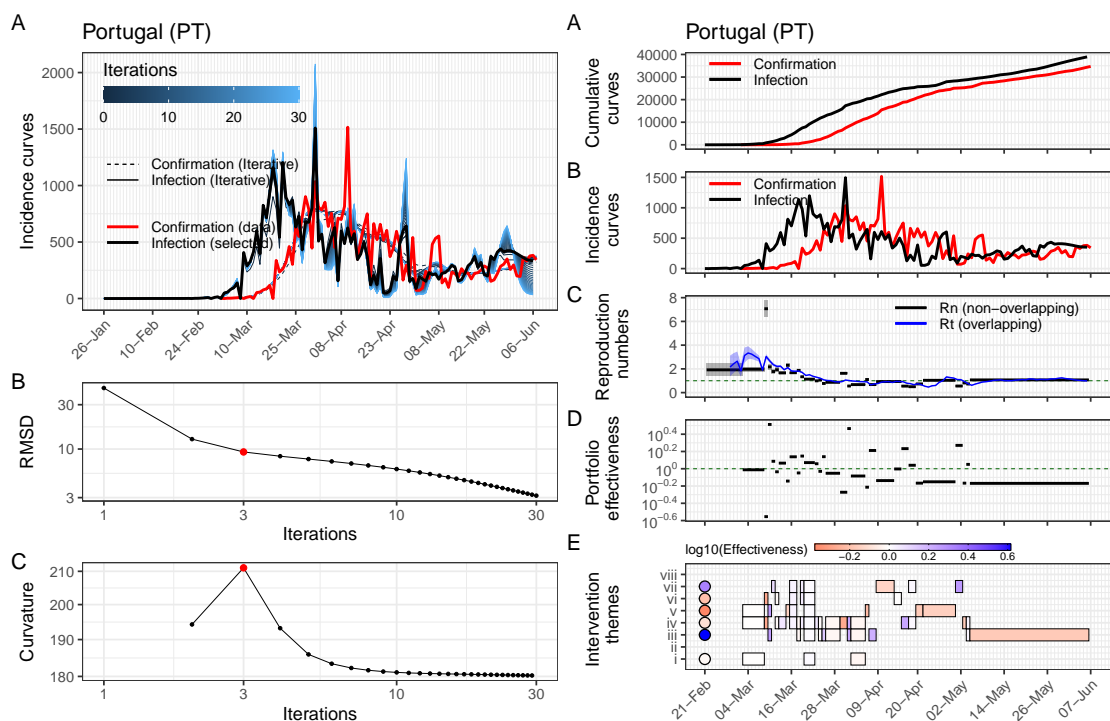 A
Portugal (PT)
Iterations
0 10 20 30
Confirmation (Iterative)
Infection (Iterative)
Confirmation (data)
Infection (selected)
Incidence curves
2000
1500
1000
500
0
26−Jan 10−Feb 24−Feb 10−Mar 25−Mar 08−Apr 23−Apr 08−May 22−May 06−Jun
B
RMSD
30
10
3
1 3 10 30
Iterations
C
Curvature
210
200
190
180
1 3 10 30
Iterations
A
Portugal (PT)
Cumulative
curves
40000
30000
20000
10000
0
Confirmation
Infection
B
Incidence
curves
1500
1000
500
0
Confirmation
Infection
C
Reproduction
numbers
8
6
4
2
0
Rn (non−overlapping)
Rt (overlapping)
D
Portfolio
effectiveness
10^0.4
10^0.2
10^0
10^−0.2
10^−0.4
10^−0.6
E
log10(Effectiveness)
−0.2 0.0 0.2 0.4 0.6
Intervention
themes
viii
vii
vi
v
iv
iii
ii
i
21−Feb 04−Mar 16−Mar 28−Mar 09−Apr 20−Apr 02−May 14−May 26−May 07−Jun